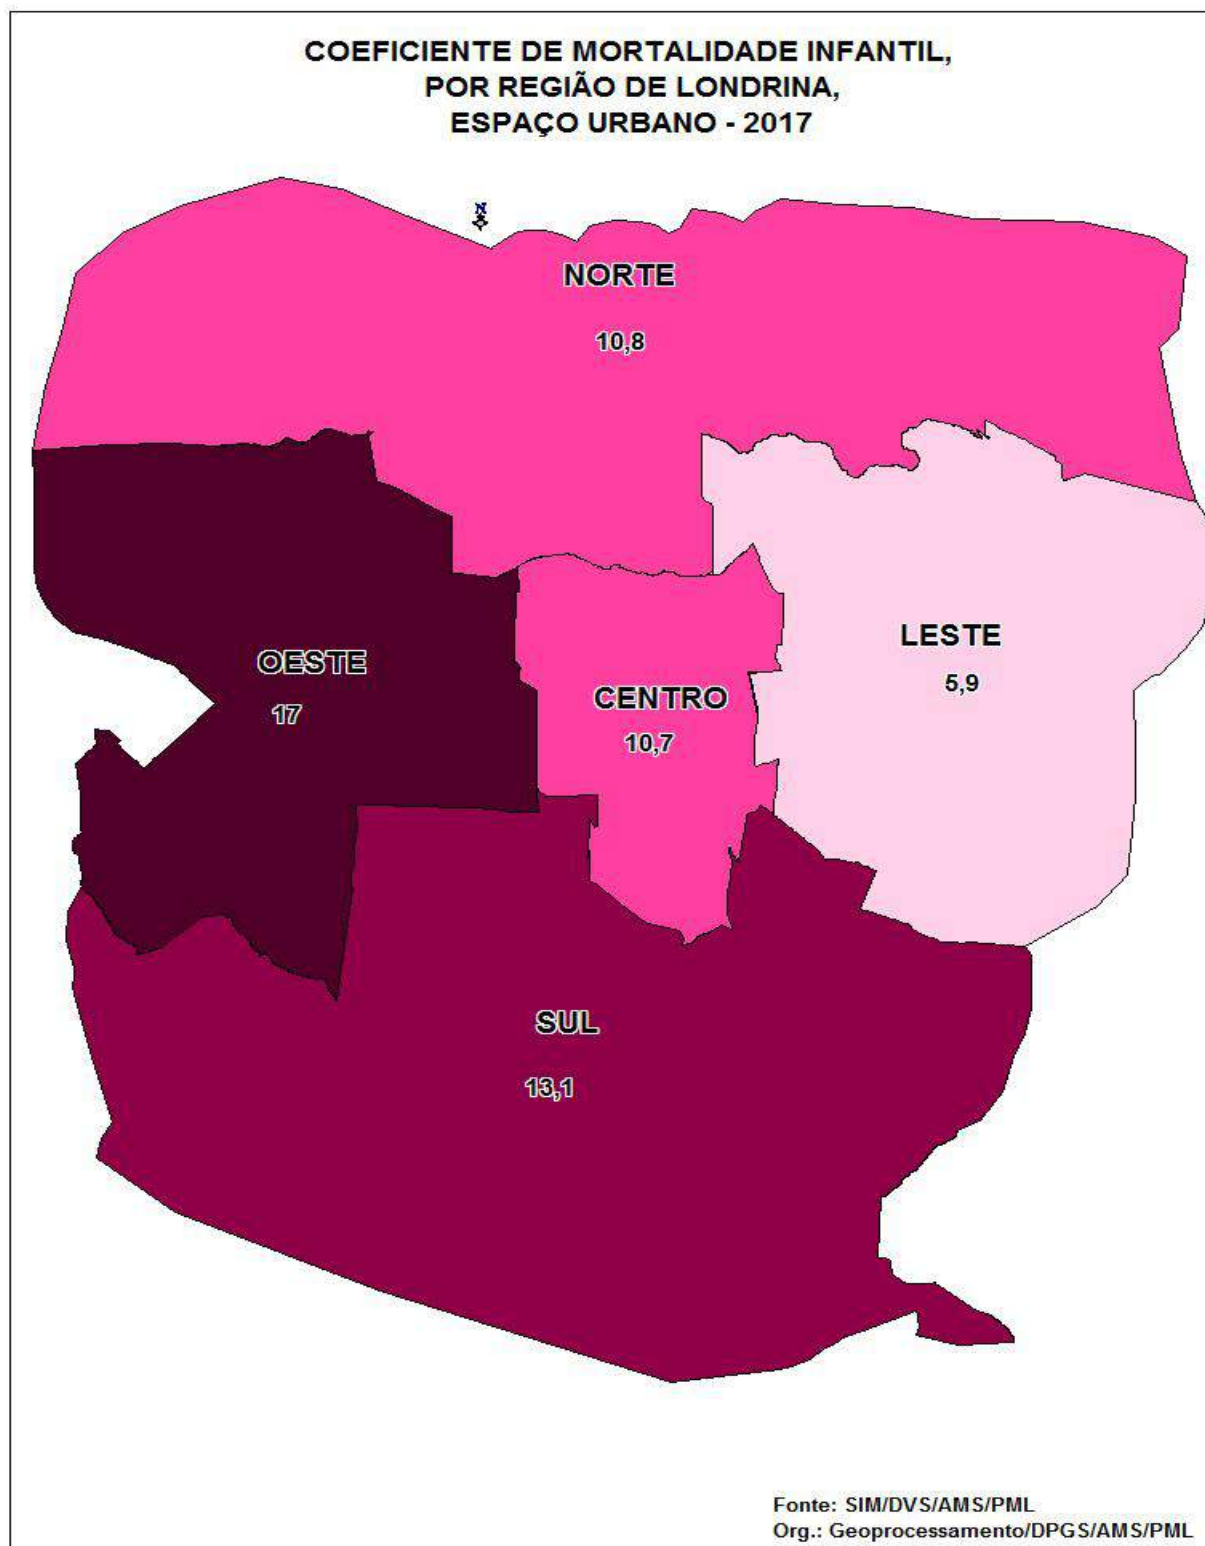 COEFICIENTE DE MORTALIDADE INFANTIL,
POR REGIÃO DE LONDRINA,
ESPAÇO URBANO - 2017
N
NORTE
10,8
OESTE
17
CENTRO
10,7
LESTE
5,9
SUL
13,1
Fonte: SIM/DVS/AMS/PML
Org.: Geoprocessamento/DPGS/AMS/PML